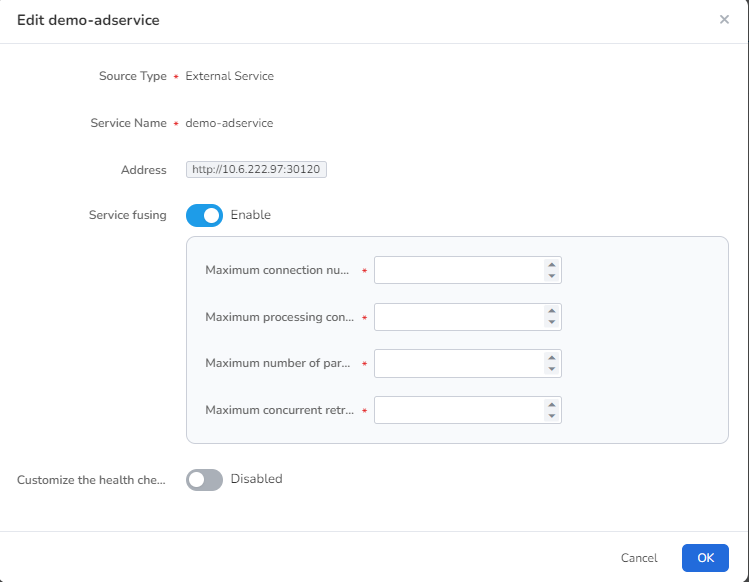 Edit demo-adservice ×
Source Type * External Service
Service Name * demo-adservice
Address http://10.6.222.97:30120
Service fusing Enable
Maximum connection nu... *
Maximum processing con... *
Maximum number of par... *
Maximum concurrent retr... *
Customize the health che... Disabled
Cancel OK